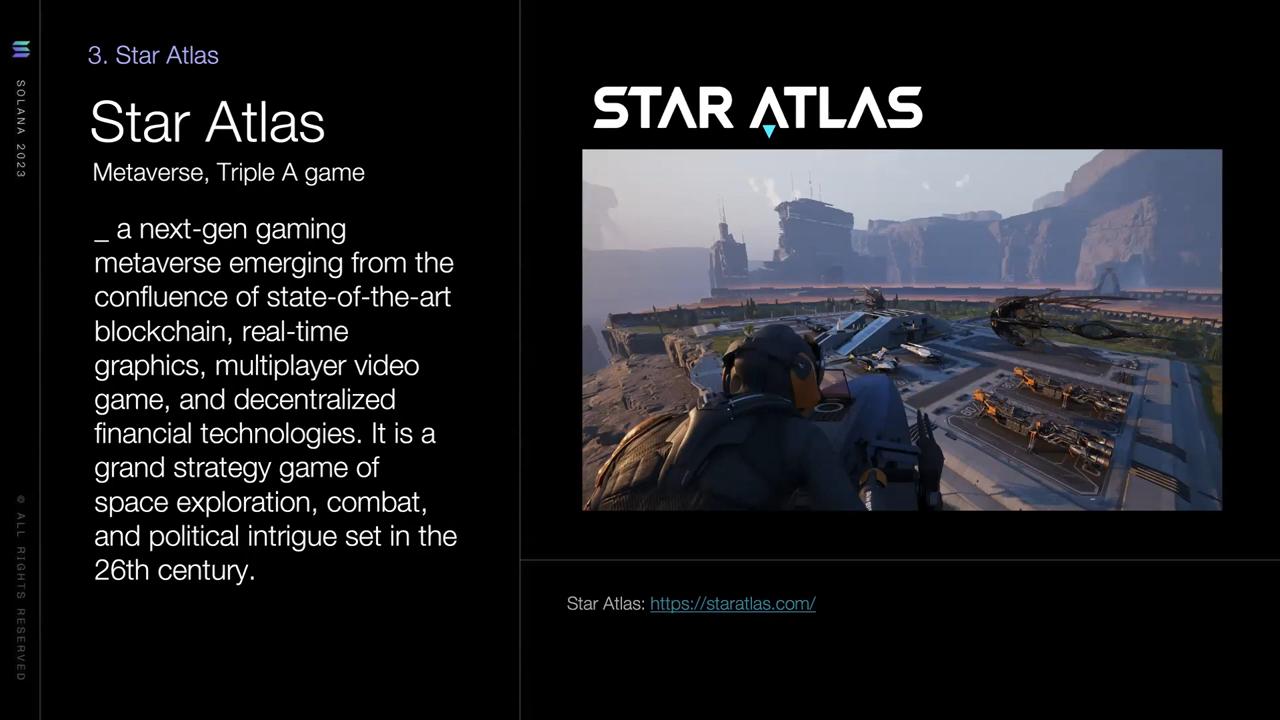 SOLANA 2023
© ALL RIGHTS RESERVED
3. Star Atlas
Star Atlas
Metaverse, Triple A game
_ a next-gen gaming
metaverse emerging from the
confluence of state-of-the-art
blockchain, real-time
graphics, multiplayer video
game, and decentralized
financial technologies. It is a
grand strategy game of
space exploration, combat,
and political intrigue set in the
26th century.
STAR ATLAS
Star Atlas: https://staratlas.com/